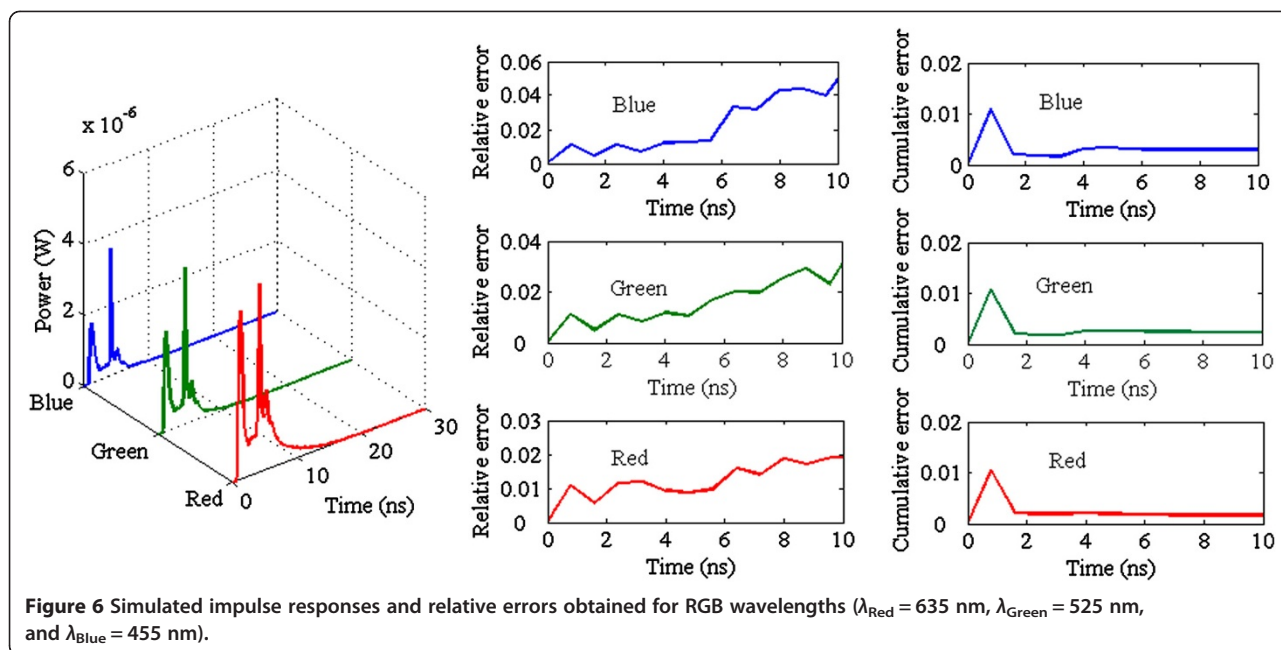 x 10⁻⁶
6
4
2
0
Power (W)
Blue
Green
Red
0
10
20
30
Time (ns)
0.06
0.04
0.02
0
Relative error
Blue
0 2 4 6 8 10
Time (ns)
0.02
0.01
0
Cumulative error
Blue
0 2 4 6 8 10
Time (ns)
0.04
0.02
0
Relative error
Green
0 2 4 6 8 10
Time (ns)
0.02
0.01
0
Cumulative error
Green
0 2 4 6 8 10
Time (ns)
0.03
0.02
0.01
0
Relative error
Red
0 2 4 6 8 10
Time (ns)
0.02
0.01
0
Cumulative error
Red
0 2 4 6 8 10
Time (ns)
Figure 6 Simulated impulse responses and relative errors obtained for RGB wavelengths (λRed = 635 nm, λGreen = 525 nm,
and λBlue = 455 nm).